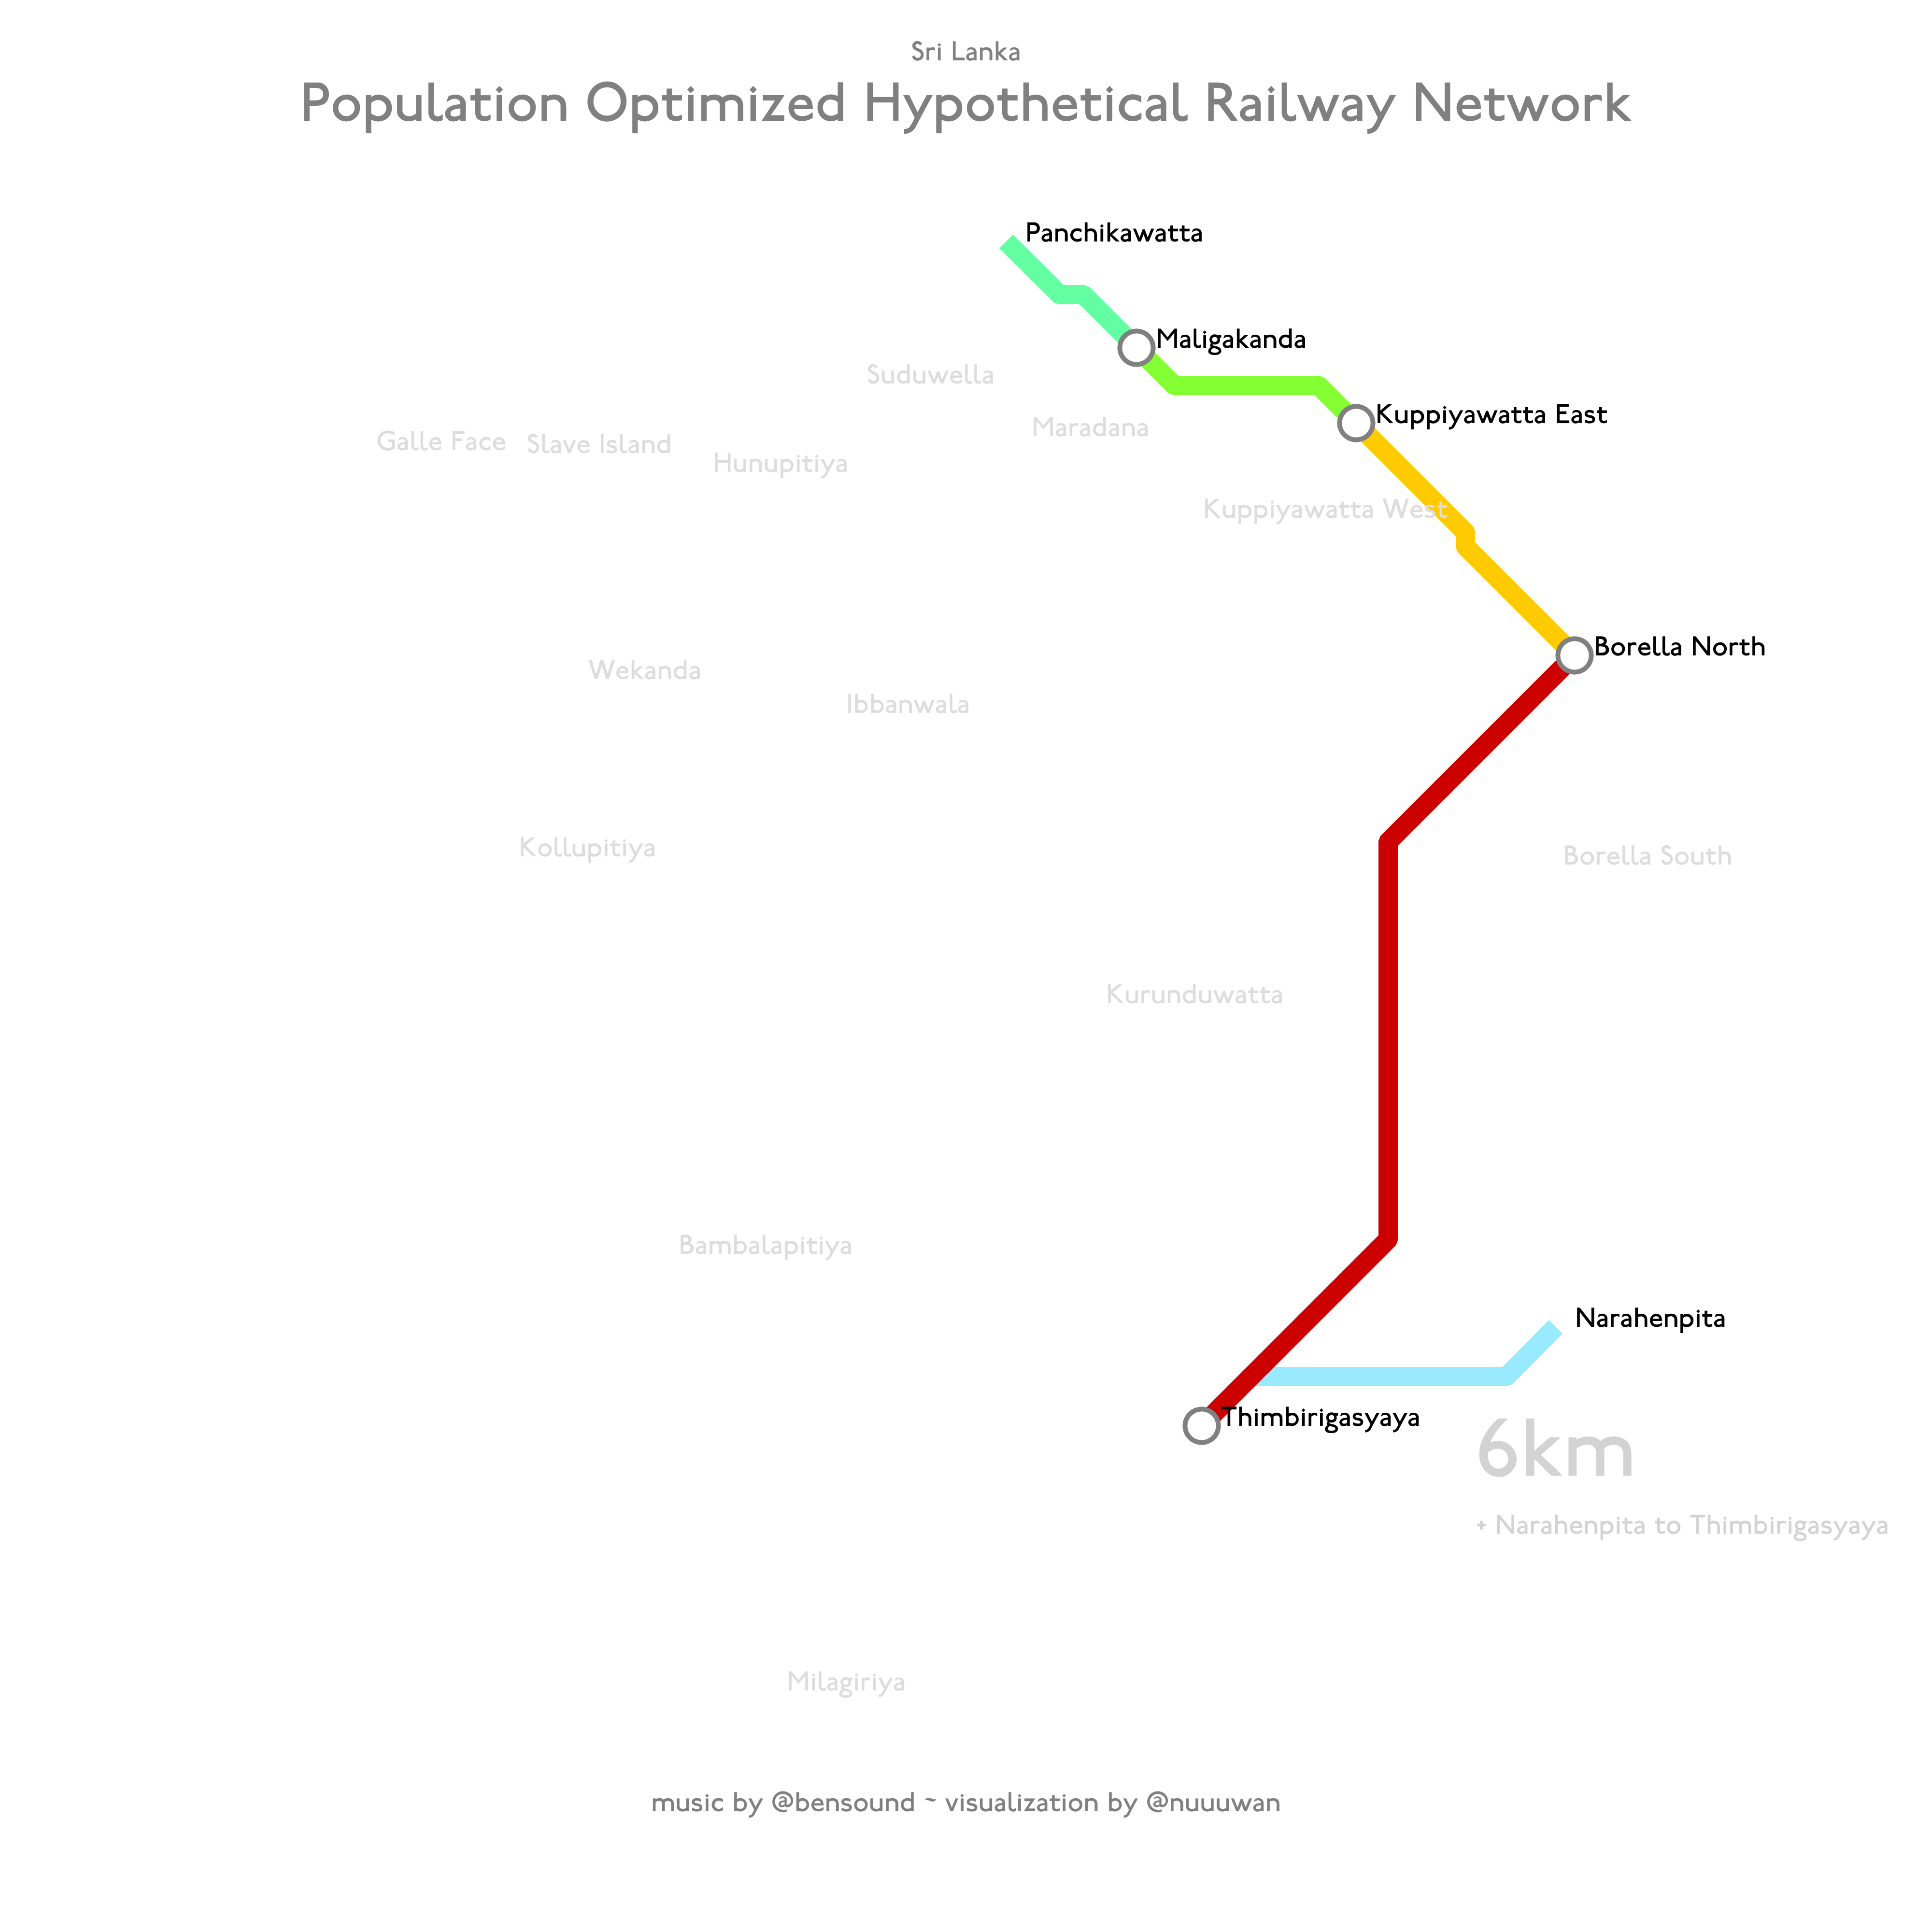 Sri Lanka
Population Optimized Hypothetical Railway Network
Panchikawatta
Maligakanda
Suduwella
Kuppiyawatta East
Maradana
Galle Face
Slave Island
Hunupitiya
Kuppiyawatta West
Borella North
Wekanda
Ibbanwala
Kollupitiya
Borella South
Kurunduwatta
Bambalapitiya
Narahenpita
Thimbirigasyaya
6km
+ Narahenpita to Thimbirigasyaya
Milagiriya
music by @bensound ~ visualization by @nuuuwan